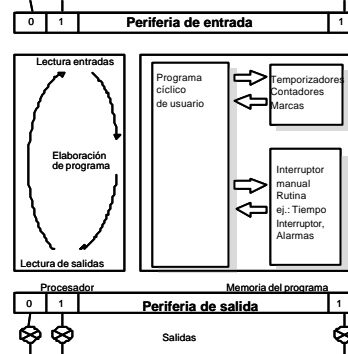 0 1 Periferia de entrada 1
Lectura entradas
Elaboración
de programa
Lectura de salidas
Programa
cíclico
de usuario
Temporizadores
Contadores
Marcas
Interruptor
manual
Rutina
ej.: Tiempo
Interruptor,
Alarmas
Procesador
Memoria del programa
0 1 Periferia de salida 1
Salidas